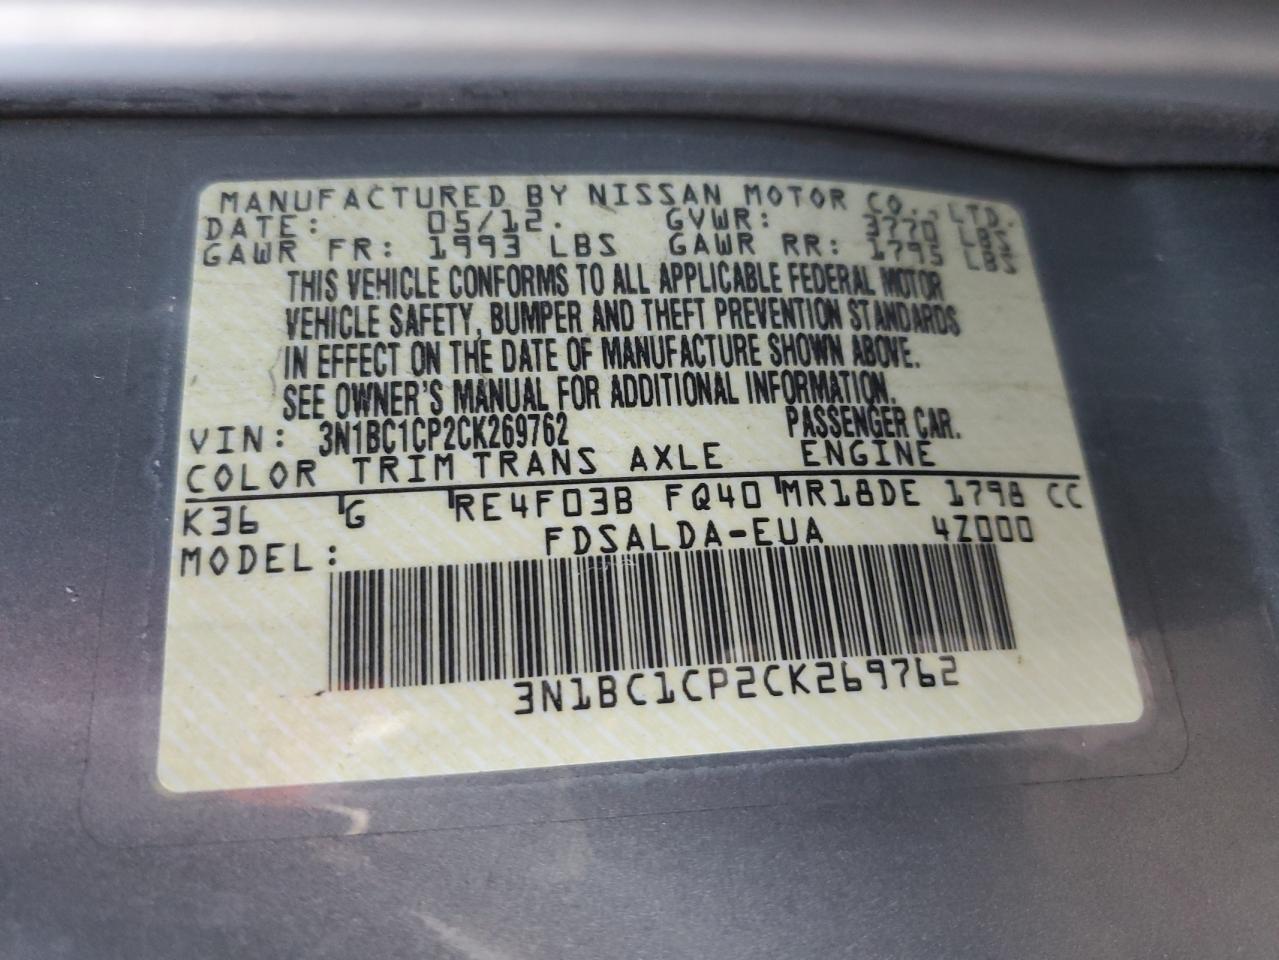 MANUFACTURED BY NISSAN MOTOR CO., LTD.
DATE: 05/12. GVWR: 3770 LBS
GAWR FR: 1993 LBS GAWR RR: 1795 LBS
THIS VEHICLE CONFORMS TO ALL APPLICABLE FEDERAL MOTOR
VEHICLE SAFETY, BUMPER AND THEFT PREVENTION STANDARDS
IN EFFECT ON THE DATE OF MANUFACTURE SHOWN ABOVE.
SEE OWNER'S MANUAL FOR ADDITIONAL INFORMATION.
VIN: 3N1BC1CP2CK269762 PASSENGER CAR.
COLOR TRIM TRANS AXLE ENGINE
K36 G RE4F03B FQ40 MR18DE 1798 CC
MODEL: FDSALDA-EUA 4Z000
3N1BC1CP2CK269762